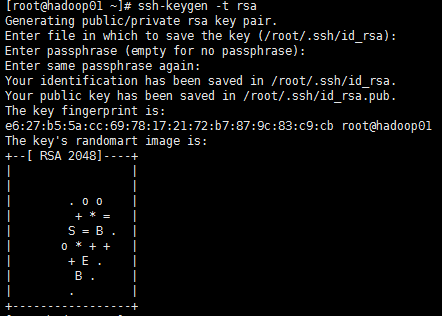 [root@hadoop01 ~]# ssh-keygen -t rsa
Generating public/private rsa key pair.
Enter file in which to save the key (/root/.ssh/id_rsa):
Enter passphrase (empty for no passphrase):
Enter same passphrase again:
Your identification has been saved in /root/.ssh/id_rsa.
Your public key has been saved in /root/.ssh/id_rsa.pub.
The key fingerprint is:
e6:27:b5:5a:cc:69:78:17:21:72:b7:87:9c:83:c9:cb root@hadoop01
The key's randomart image is:
+--[ RSA 2048]----+
|                 |
|                 |
|        . o o    |
|         + * =   |
|        S = B .  |
|       o * + +   |
|        + E .    |
|         B .     |
|        .        |
+-----------------+